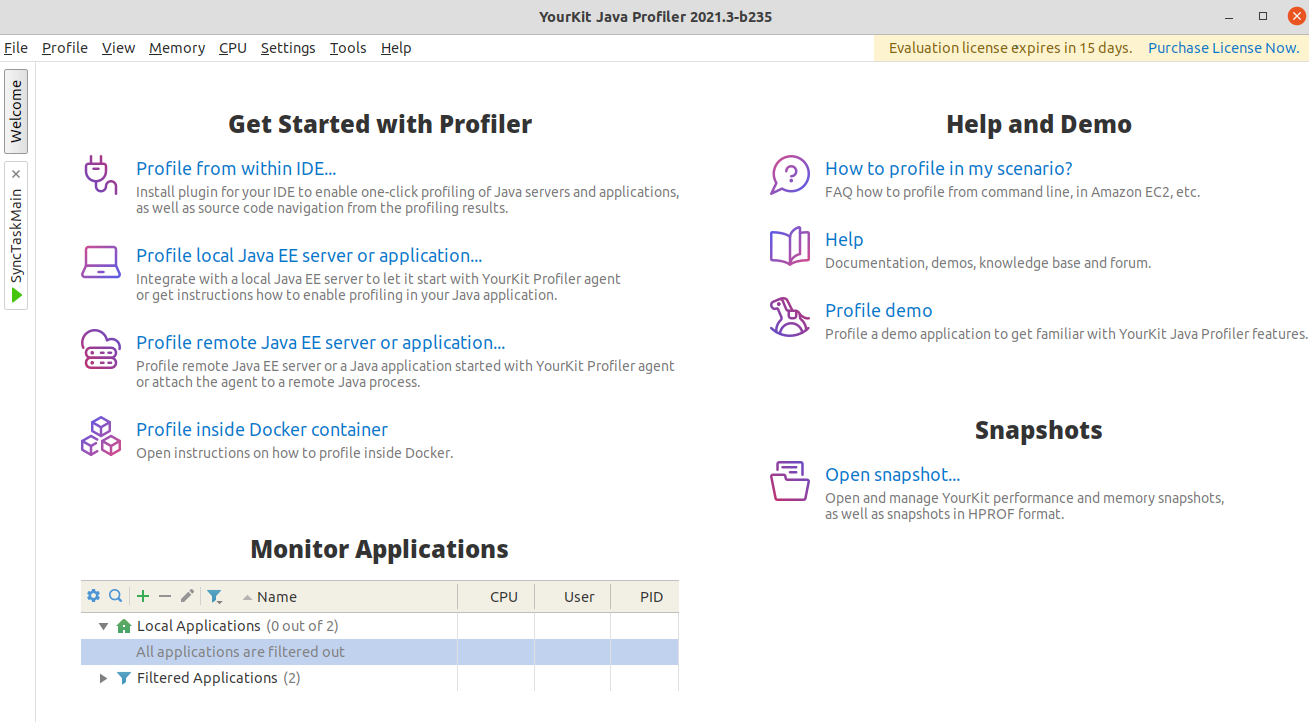 YourKit Java Profiler 2021.3-b235
File Profile View Memory CPU Settings Tools Help
Evaluation license expires in 15 days. Purchase License Now.
Welcome
SyncTaskMain
Get Started with Profiler
Profile from within IDE...
Install plugin for your IDE to enable one-click profiling of Java servers and applications,
as well as source code navigation from the profiling results.
Profile local Java EE server or application...
Integrate with a local Java EE server to let it start with YourKit Profiler agent
or get instructions how to enable profiling in your Java application.
Profile remote Java EE server or application...
Profile remote Java EE server or a Java application started with YourKit Profiler agent
or attach the agent to a remote Java process.
Profile inside Docker container
Open instructions on how to profile inside Docker.
Monitor Applications
Name CPU User PID
Local Applications (0 out of 2)
All applications are filtered out
Filtered Applications (2)
Help and Demo
How to profile in my scenario?
FAQ how to profile from command line, in Amazon EC2, etc.
Help
Documentation, demos, knowledge base and forum.
Profile demo
Profile a demo application to get familiar with YourKit Java Profiler features.
Snapshots
Open snapshot...
Open and manage YourKit performance and memory snapshots,
as well as snapshots in HPROF format.